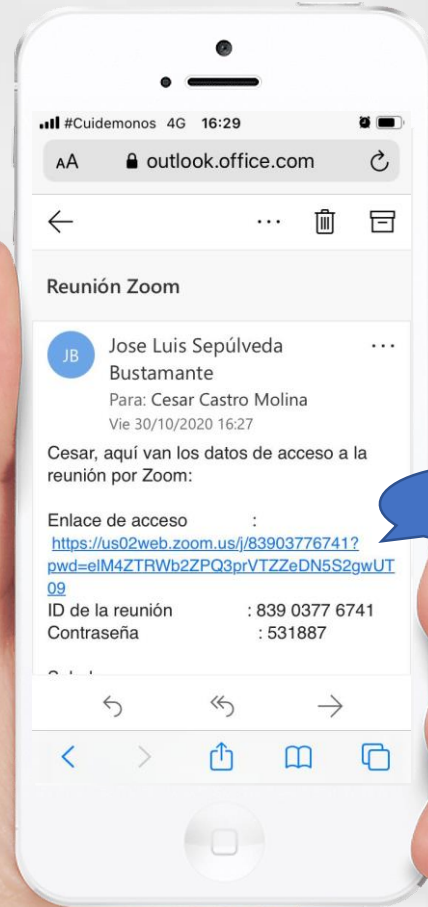 #Cuidemonos 4G 16:29
AA outlook.office.com
Reunión Zoom
JB
Jose Luis Sepúlveda
Bustamante
Para: Cesar Castro Molina
Vie 30/10/2020 16:27
Cesar, aquí van los datos de acceso a la
reunión por Zoom:
Enlace de acceso :
https://us02web.zoom.us/j/83903776741?
pwd=elM4ZTRWb2ZPQ3prVTZZeDN5S2gwUT
09
ID de la reunión : 839 0377 6741
Contraseña : 531887